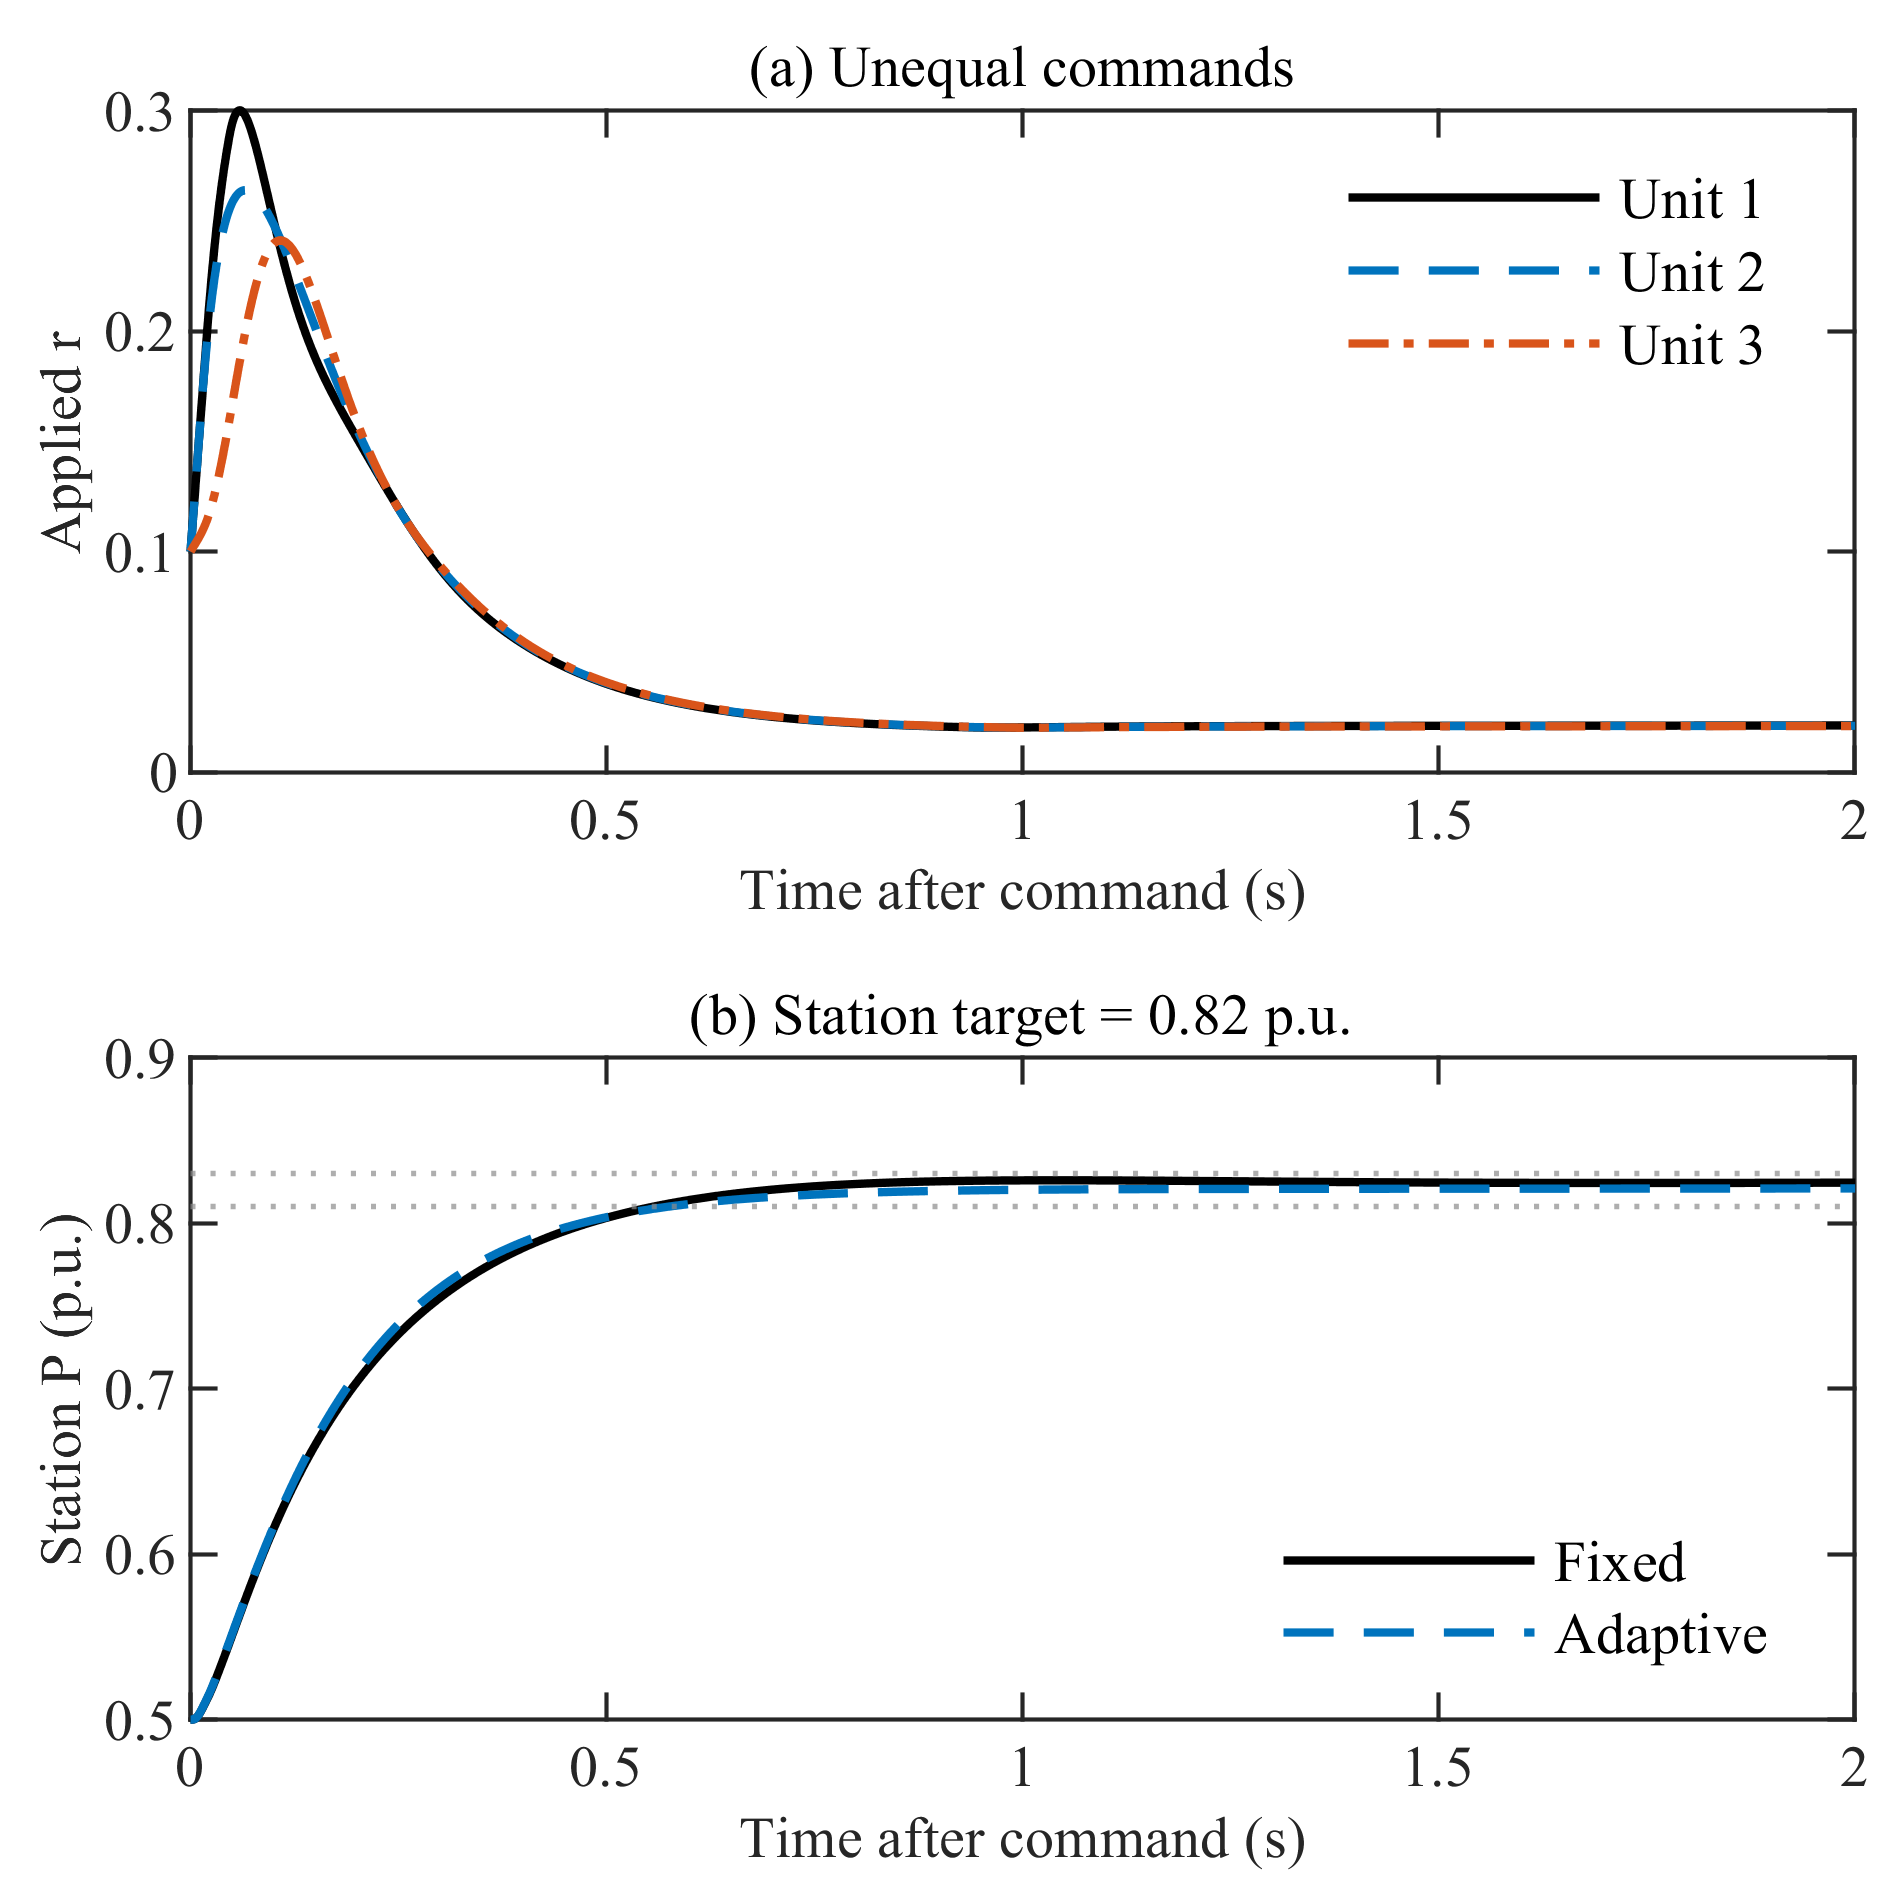 (a) Unequal commands
0.3
0.2
0.1
0
Applied r
Unit 1
Unit 2
Unit 3
0 0.5 1 1.5 2
Time after command (s)
(b) Station target = 0.82 p.u.
0.9
0.8
0.7
0.6
0.5
Station P (p.u.)
Fixed
Adaptive
0 0.5 1 1.5 2
Time after command (s)